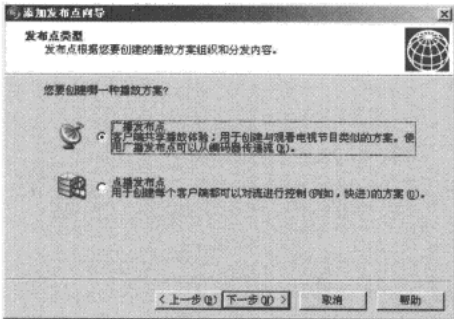 添加发布点向导
发布点类型
发布点根据您要创建的播放方案组织和分发内容。
您要创建哪一种播放方案?
广播发布点
客户端共享播放体验;用于创建与观看电视节目类似的方案。使
用广播发布点可以从编码器传递流(B)。
点播发布点
用于创建每个客户端都可以对流进行控制(例如,快进)的方案(O)。
<上一步(B) 下一步(N)> 取消 帮助